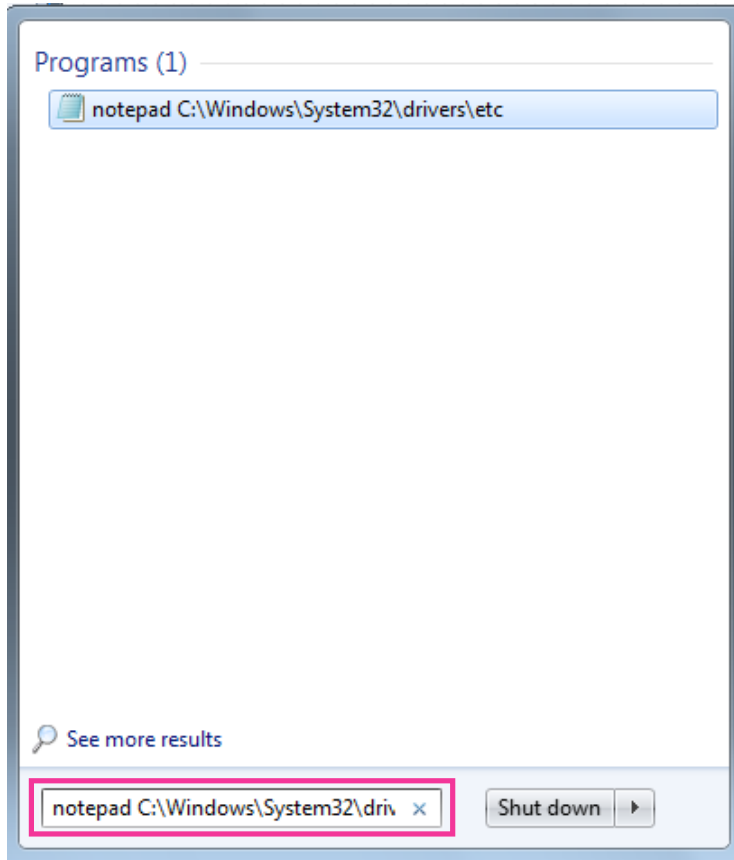 Programs (1)
notepad C:\Windows\System32\drivers\etc
See more results
notepad C:\Windows\System32\driv
Shut down